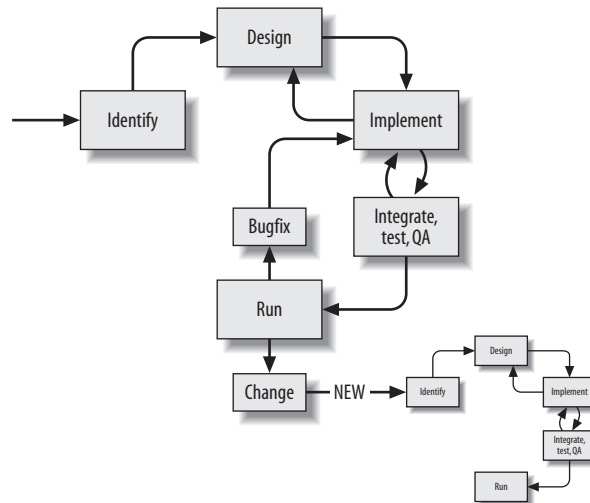 Design
Identify
Implement
Bugfix
Integrate,
test, QA
Run
Change
NEW
Identify
Design
Implement
Integrate,
test, QA
Run